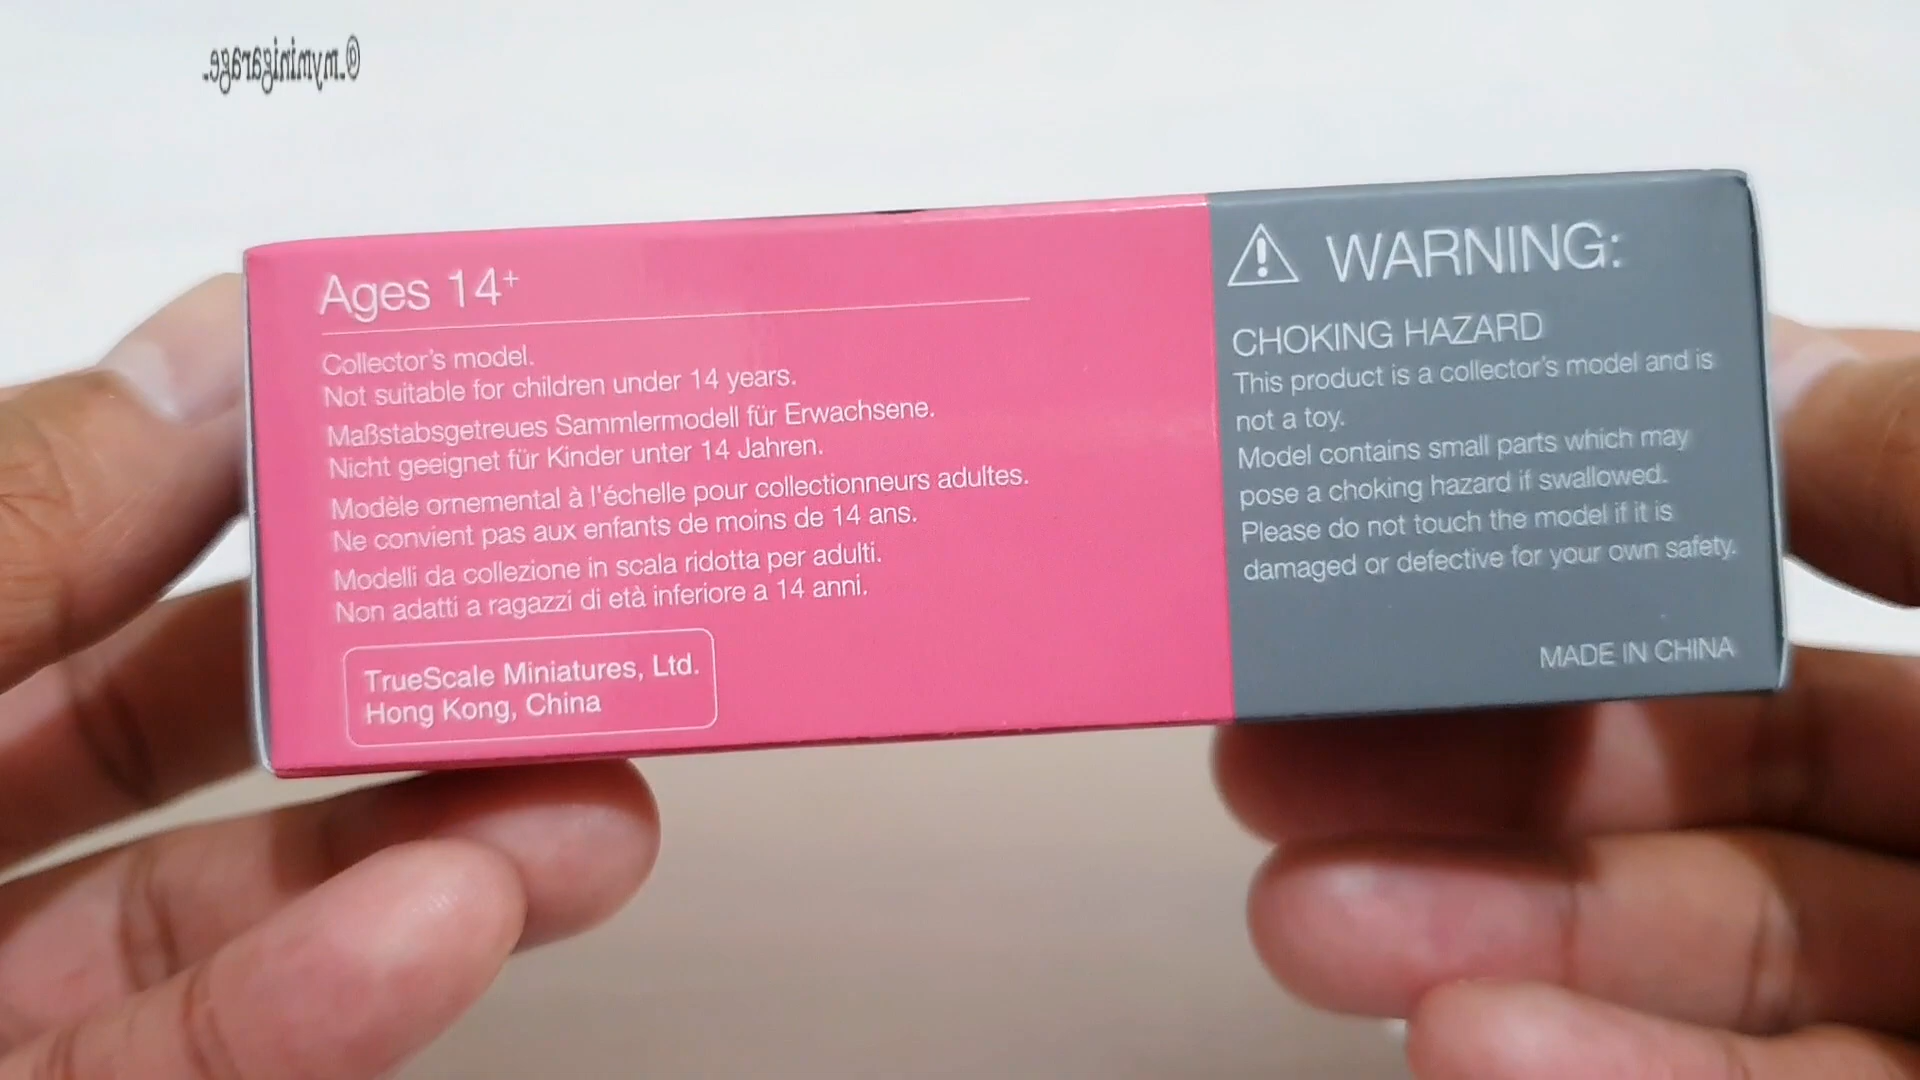 @.myminigarage.
Ages 14+
Collector's model.
Not suitable for children under 14 years.
Maßstabsgetreues Sammlermodell für Erwachsene.
Nicht geeignet für Kinder unter 14 Jahren.
Modèle ornemental à l'échelle pour collectionneurs adultes.
Ne convient pas aux enfants de moins de 14 ans.
Modelli da collezione in scala ridotta per adulti.
Non adatti a ragazzi di età inferiore a 14 anni.
TrueScale Miniatures, Ltd.
Hong Kong, China
WARNING:
CHOKING HAZARD
This product is a collector's model and is
not a toy.
Model contains small parts which may
pose a choking hazard if swallowed.
Please do not touch the model if it is
damaged or defective for your own safety.
MADE IN CHINA